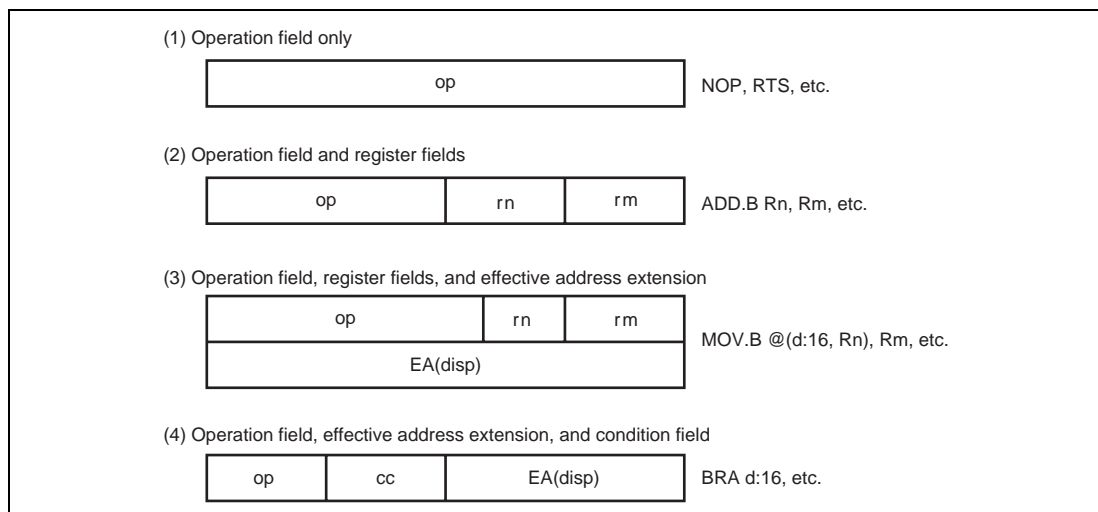 (1) Operation field only
op
NOP, RTS, etc.
(2) Operation field and register fields
op rn rm
ADD.B Rn, Rm, etc.
(3) Operation field, register fields, and effective address extension
op rn rm
MOV.B @(d:16, Rn), Rm, etc.
EA(disp)
(4) Operation field, effective address extension, and condition field
op cc EA(disp)
BRA d:16, etc.